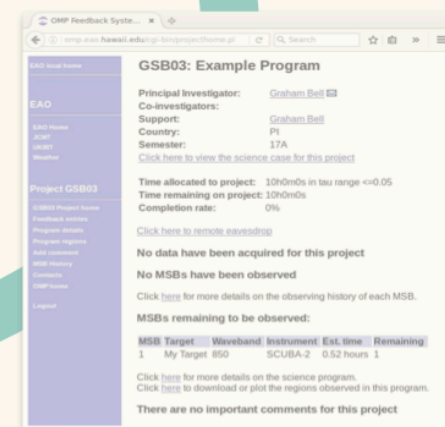 OMP Feedback Syste...
omp.eao.hawaii.edu/cgi-bin/projecthome.pl
Search
EAO local home
EAO
EAO Home
JCMT
UKIRT
Weather
Project GSB03
GSB03 Project home
Feedback entries
Program details
Program regions
Add comment
MSB History
Contacts
OMP home
Logout
GSB03: Example Program
Principal Investigator: Graham Bell
Co-investigators:
Support: Graham Bell
Country: PI
Semester: 17A
Click here to view the science case for this project
Time allocated to project: 10h0m0s in tau range <=0.05
Time remaining on project: 10h0m0s
Completion rate: 0%
Click here to remote eavesdrop
No data have been acquired for this project
No MSBs have been observed
Click here for more details on the observing history of each MSB.
MSBs remaining to be observed:
MSB Target Waveband Instrument Est. time Remaining
1 My Target 850 SCUBA-2 0.52 hours 1
Click here for more details on the science program.
Click here to download or plot the regions observed in this program.
There are no important comments for this project